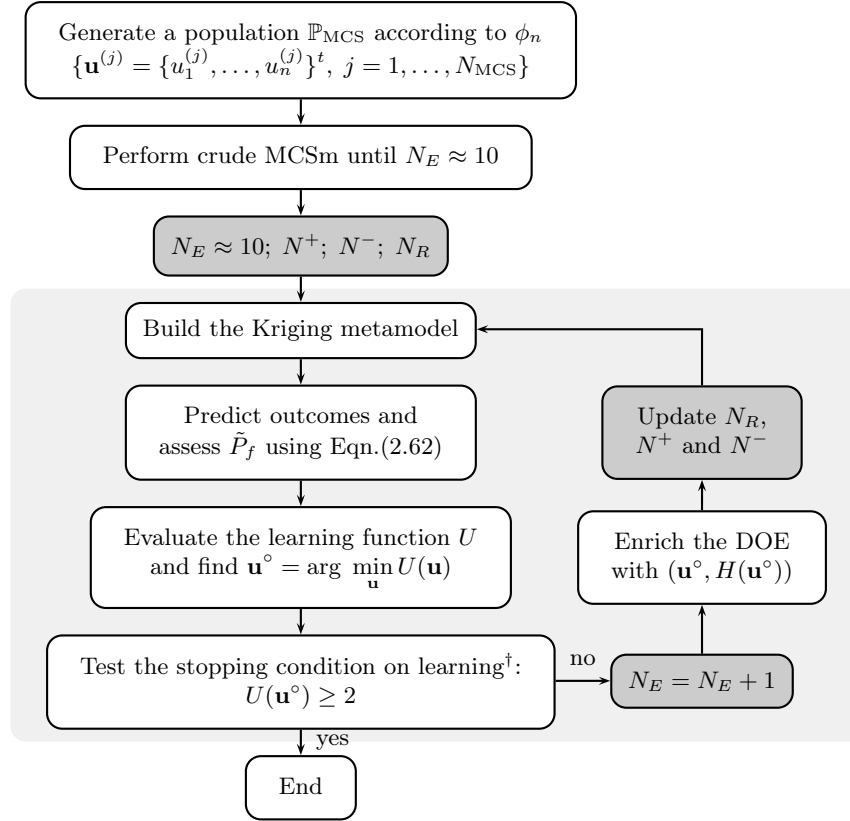 Generate a population ℙ_MCS according to ϕ_n
{𝐮^(j) = {u_1^(j), …, u_n^(j)}^t, j = 1, …, N_MCS}
Perform crude MCSm until N_E ≈ 10
N_E ≈ 10; N^+; N^−; N_R
Build the Kriging metamodel
Predict outcomes and
assess P̃_f using Eqn.(2.62)
Evaluate the learning function U
and find 𝐮° = arg min_𝐮 U(𝐮)
Test the stopping condition on learning†:
U(𝐮°) ≥ 2
no
N_E = N_E + 1
Enrich the DOE
with (𝐮°, H(𝐮°))
Update N_R,
N^+ and N^−
yes
End